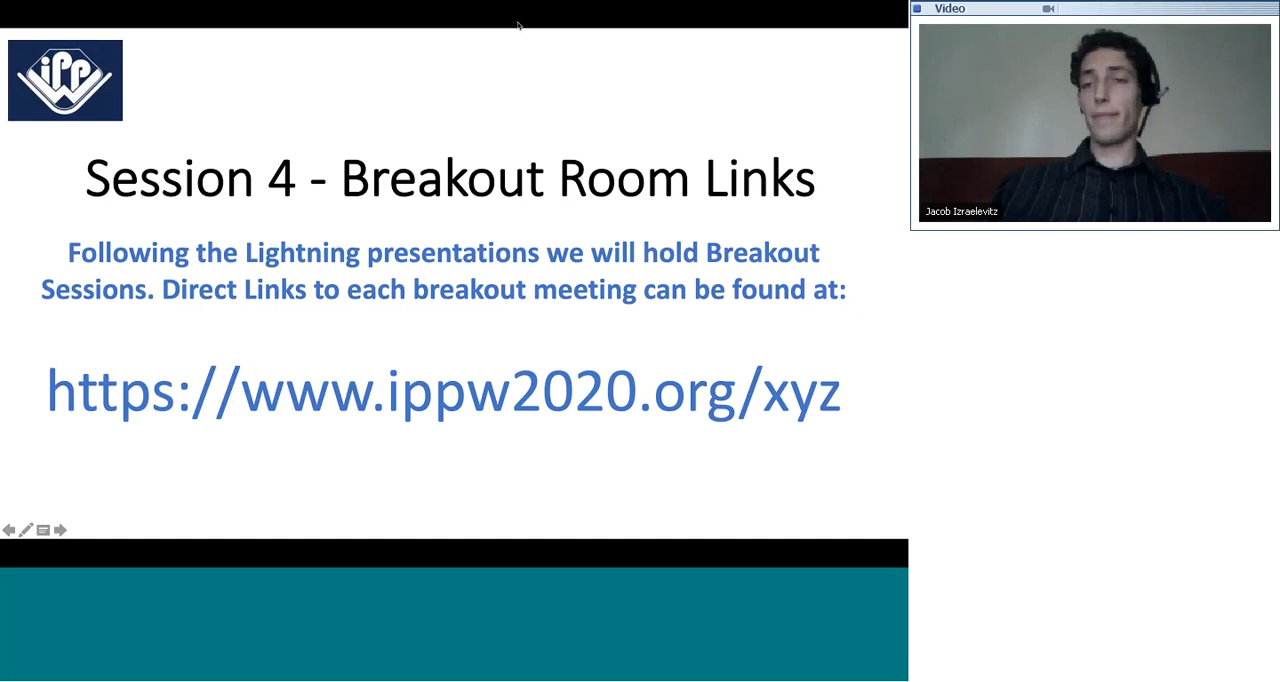 Video
ipp
W
Session 4 - Breakout Room Links
Following the Lightning presentations we will hold Breakout
Sessions. Direct Links to each breakout meeting can be found at:
https://www.ippw2020.org/xyz
Jacob Izraelevitz